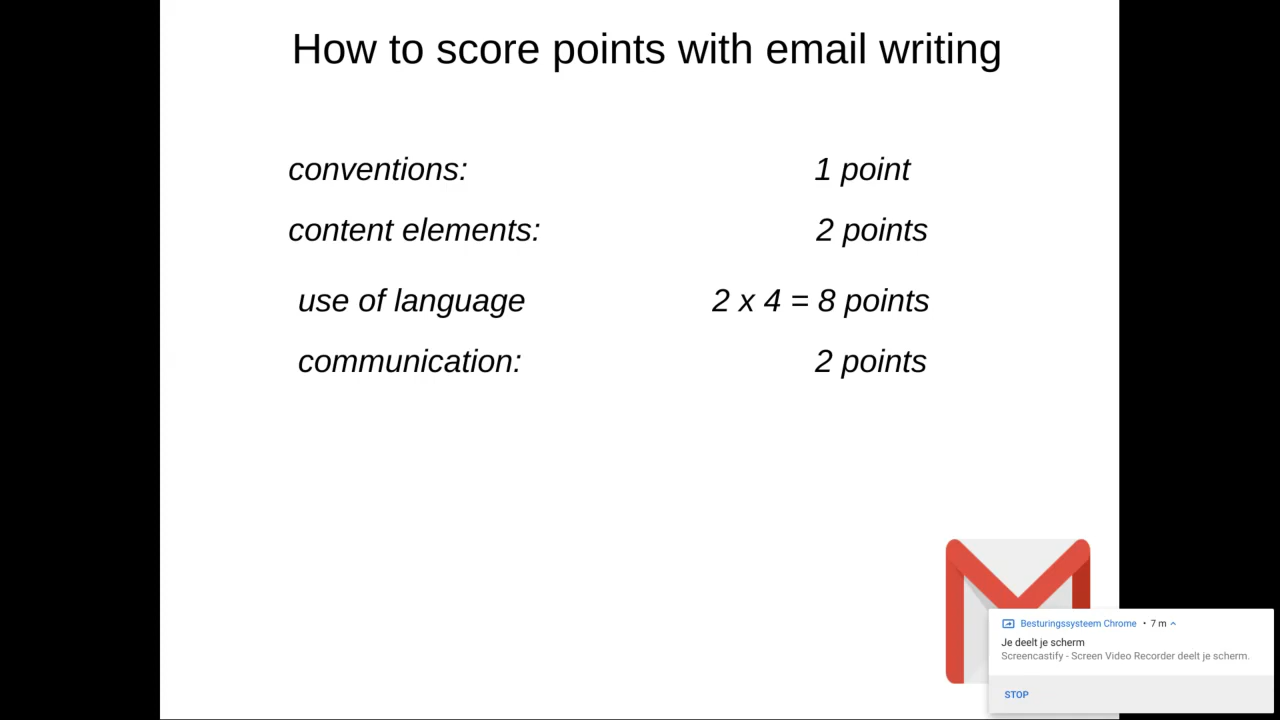 How to score points with email writing
conventions: 1 point
content elements: 2 points
use of language 2 x 4 = 8 points
communication: 2 points
Besturingssysteem Chrome • 7 m
Je deelt je scherm
Screencastify - Screen Video Recorder deelt je scherm.
STOP